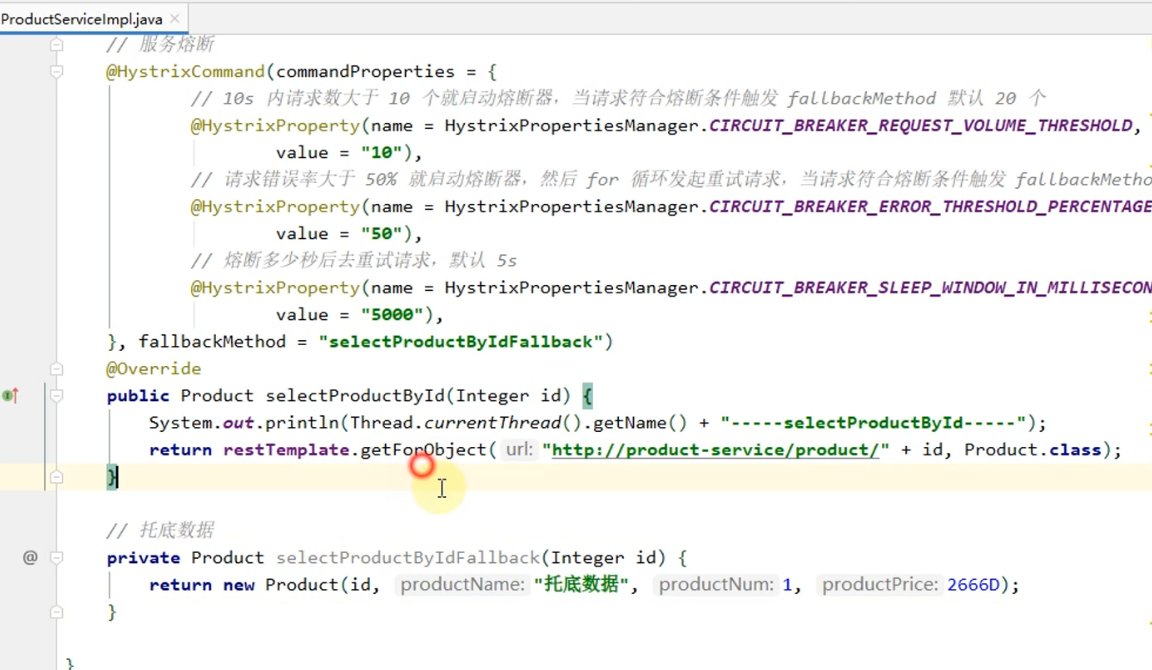 ProductServiceImpl.java
// 服务熔断
@HystrixCommand(commandProperties = {
// 10s 内请求数大于 10 个就启动熔断器，当请求符合熔断条件触发 fallbackMethod 默认 20 个
@HystrixProperty(name = HystrixPropertiesManager.CIRCUIT_BREAKER_REQUEST_VOLUME_THRESHOLD,
value = "10"),
// 请求错误率大于 50% 就启动熔断器，然后 for 循环发起重试请求，当请求符合熔断条件触发 fallbackMetho
@HystrixProperty(name = HystrixPropertiesManager.CIRCUIT_BREAKER_ERROR_THRESHOLD_PERCENTAGE
value = "50"),
// 熔断多少秒后去重试请求，默认 5s
@HystrixProperty(name = HystrixPropertiesManager.CIRCUIT_BREAKER_SLEEP_WINDOW_IN_MILLISECON
value = "5000"),
}, fallbackMethod = "selectProductByIdFallback")
@Override
public Product selectProductById(Integer id) {
System.out.println(Thread.currentThread().getName() + "-----selectProductById-----");
return restTemplate.getForObject( url: "http://product-service/product/" + id, Product.class);
}
// 托底数据
@ private Product selectProductByIdFallback(Integer id) {
return new Product(id, productName: "托底数据", productNum: 1, productPrice: 2666D);
}
}